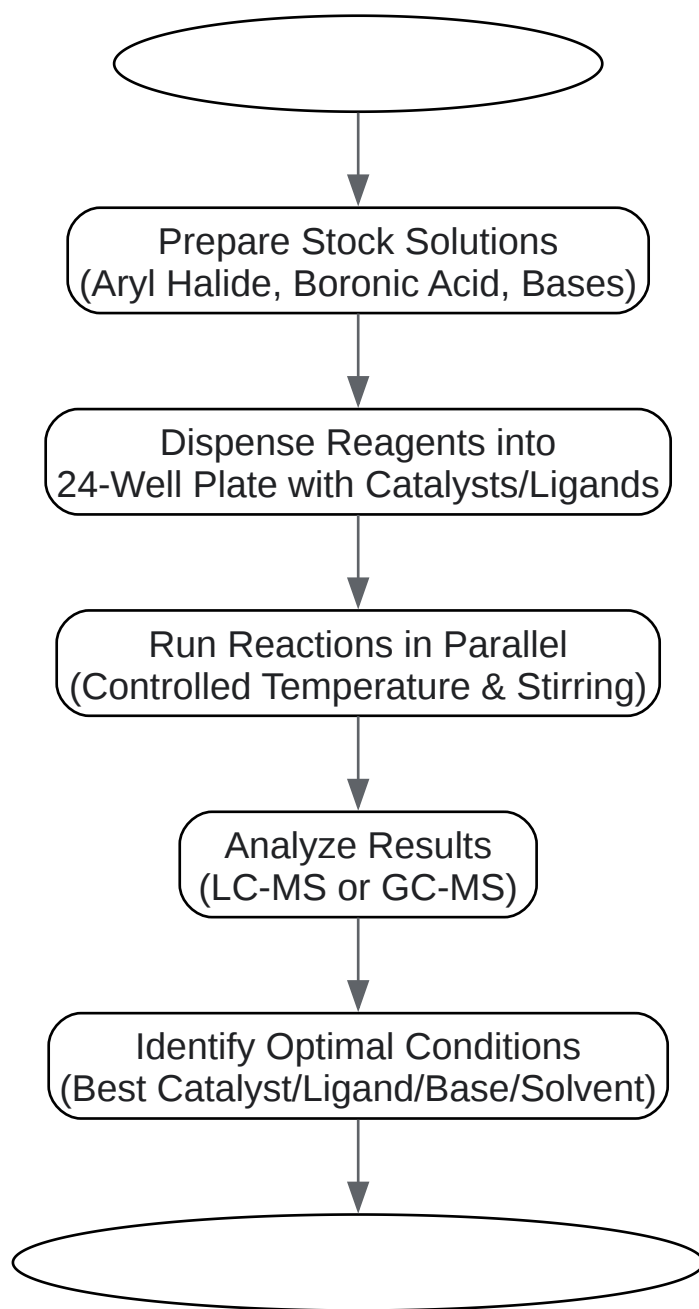 Prepare Stock Solutions
(Aryl Halide, Boronic Acid, Bases)
Dispense Reagents into
24-Well Plate with Catalysts/Ligands
Run Reactions in Parallel
(Controlled Temperature & Stirring)
Analyze Results
(LC-MS or GC-MS)
Identify Optimal Conditions
(Best Catalyst/Ligand/Base/Solvent)